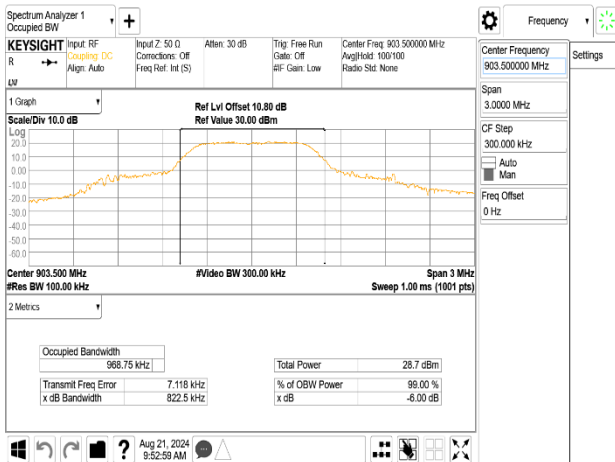 Spectrum Analyzer 1
Occupied BW
Frequency
KEYSIGHT
R
Input: RF
Coupling: DC
Align: Auto
Input Z: 50 Ω
Corrections: Off
Freq Ref: Int (S)
Atten: 30 dB
Trig: Free Run
Gate: Off
#IF Gain: Low
Center Freq: 903.500000 MHz
Avg|Hold: 100/100
Radio Std: None
Center Frequency
903.500000 MHz
Settings
Span
3.0000 MHz
CF Step
300.000 kHz
Auto
Man
Freq Offset
0 Hz
1 Graph
Scale/Div 10.0 dB
Ref Lvl Offset 10.80 dB
Ref Value 30.00 dBm
Log
20.0
10.0
0.00
-10.0
-20.0
-30.0
-40.0
-50.0
-60.0
Center 903.500 MHz
#Video BW 300.00 kHz
Span 3 MHz
#Res BW 100.00 kHz
Sweep 1.00 ms (1001 pts)
2 Metrics
Occupied Bandwidth
968.75 kHz
Total Power 28.7 dBm
Transmit Freq Error 7.118 kHz
% of OBW Power 99.00 %
x dB Bandwidth 822.5 kHz
x dB -6.00 dB
?
Aug 21, 2024
9:52:59 AM